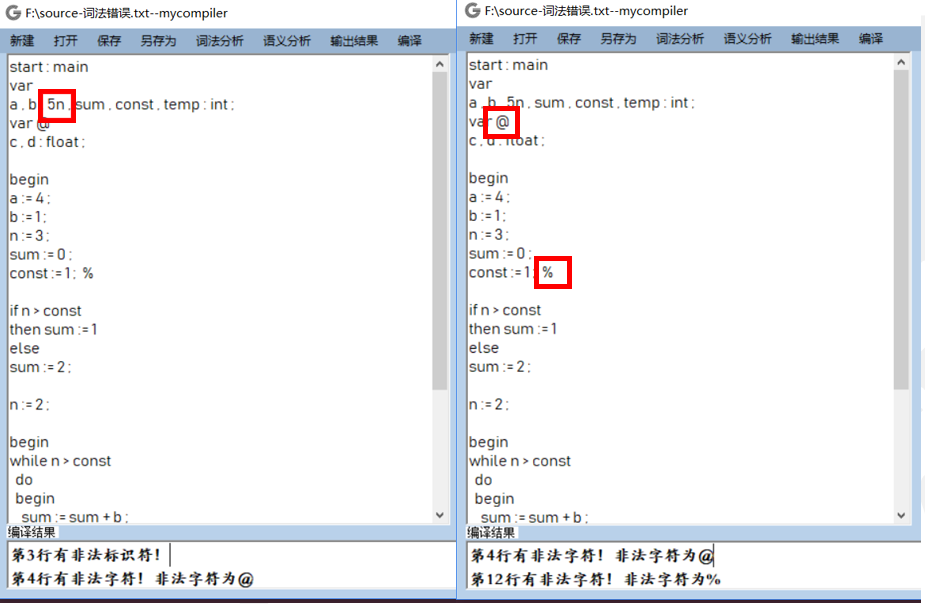 F:\source-词法错误.txt--mycompiler
新建 打开 保存 另存为 词法分析 语义分析 输出结果 编译
start : main
var
a , b , 5n , sum , const , temp : int ;
var @
c , d : float ;
begin
a := 4 ;
b := 1 ;
n := 3 ;
sum := 0 ;
const := 1 ; %
if n > const
then sum := 1
else
sum := 2 ;
n := 2 ;
begin
while n > const
do
begin
sum := sum + b ;
编译结果
第3行有非法标识符!
第4行有非法字符! 非法字符为@
F:\source-词法错误.txt--mycompiler
新建 打开 保存 另存为 词法分析 语义分析 输出结果 编译
start : main
var
a , b , 5n , sum , const , temp : int ;
var @
c , d : float ;
begin
a := 4 ;
b := 1 ;
n := 3 ;
sum := 0 ;
const := 1 ; %
if n > const
then sum := 1
else
sum := 2 ;
n := 2 ;
begin
while n > const
do
begin
sum := sum + b ;
编译结果
第4行有非法字符! 非法字符为@
第12行有非法字符! 非法字符为%